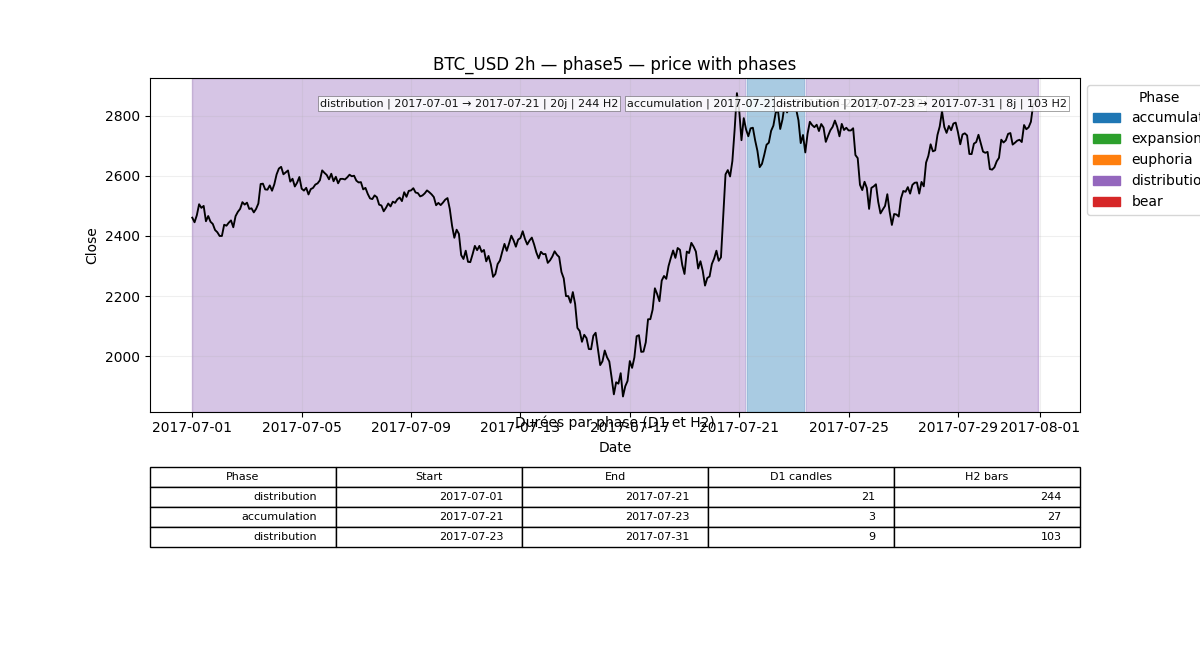 BTC_USD 2h — phase5 — price with phases
distribution | 2017-07-01 → 2017-07-21 | 20j | 244 H2
accumulation | 2017-07-21
distribution | 2017-07-23 → 2017-07-31 | 8j | 103 H2
Phase
accumulat
expansion
euphoria
distributio
bear
Close
2800
2600
2400
2200
2000
2017-07-01 2017-07-05 2017-07-09 2017-07-13 2017-07-17 2017-07-21 2017-07-25 2017-07-29 2017-08-01
Durées par phase (D1 et H2)
Date
Phase Start End D1 candles H2 bars
distribution 2017-07-01 2017-07-21 21 244
accumulation 2017-07-21 2017-07-23 3 27
distribution 2017-07-23 2017-07-31 9 103